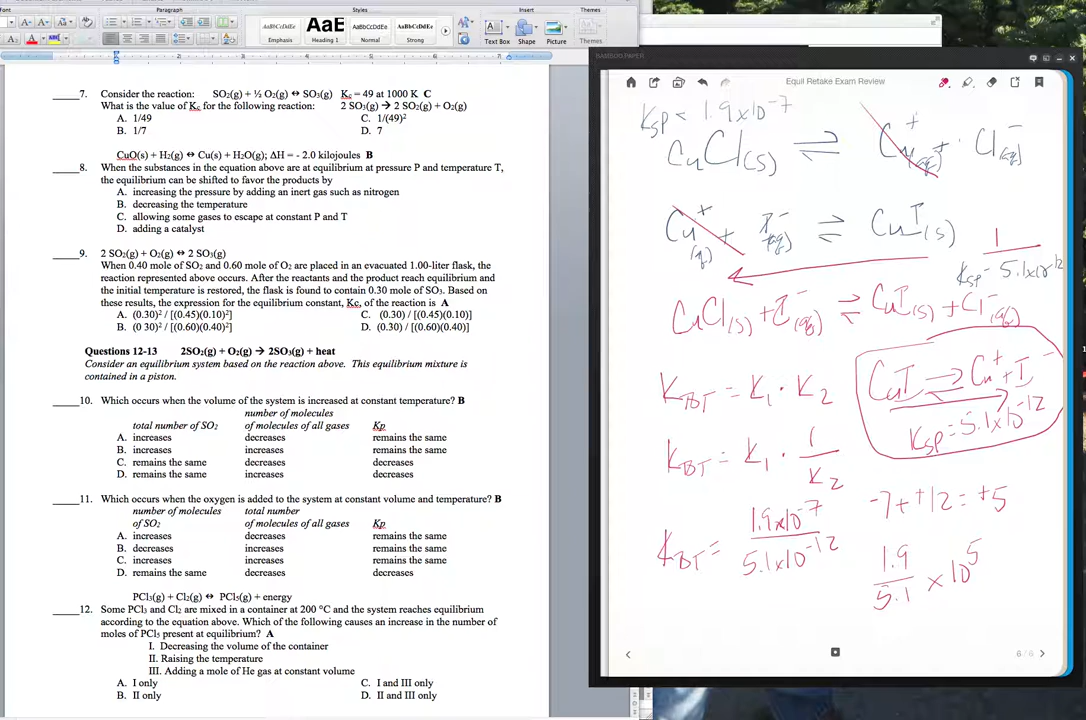 Paragraph
Styles
Insert
Themes
AaE
Emphasis
Heading 1
Normal
Strong
Text Box
Shape
Picture
Themes
_____7. Consider the reaction: SO2(g) + ½ O2(g) ↔ SO3(g) Kc = 49 at 1000 K C
What is the value of Kc for the following reaction: 2 SO3(g) → 2 SO2(g) + O2(g)
A. 1/49 C. 1/(49)²
B. 1/7 D. 7
CuO(s) + H2(g) ↔ Cu(s) + H2O(g); ΔH = - 2.0 kilojoules B
_____8. When the substances in the equation above are at equilibrium at pressure P and temperature T,
the equilibrium can be shifted to favor the products by
A. increasing the pressure by adding an inert gas such as nitrogen
B. decreasing the temperature
C. allowing some gases to escape at constant P and T
D. adding a catalyst
_____9. 2 SO2(g) + O2(g) ↔ 2 SO3(g)
When 0.40 mole of SO2 and 0.60 mole of O2 are placed in an evacuated 1.00-liter flask, the
reaction represented above occurs. After the reactants and the product reach equilibrium and
the initial temperature is restored, the flask is found to contain 0.30 mole of SO3. Based on
these results, the expression for the equilibrium constant, Kc, of the reaction is A
A. (0.30)² / [(0.45)(0.10)²] C. (0.30) / [(0.45)(0.10)]
B. (0 30)² / [(0.60)(0.40)²] D. (0.30) / [(0.60)(0.40)]
Questions 12-13 2SO2(g) + O2(g) → 2SO3(g) + heat
Consider an equilibrium system based on the reaction above. This equilibrium mixture is
contained in a piston.
_____10. Which occurs when the volume of the system is increased at constant temperature? B
number of molecules
total number of SO2 of molecules of all gases Kp
A. increases decreases remains the same
B. increases increases remains the same
C. remains the same decreases decreases
D. remains the same increases decreases
_____11. Which occurs when the oxygen is added to the system at constant volume and temperature? B
number of molecules total number
of SO2 of molecules of all gases Kp
A. increases decreases remains the same
B. decreases increases remains the same
C. increases increases remains the same
D. remains the same decreases decreases
PCl3(g) + Cl2(g) ↔ PCl5(g) + energy
_____12. Some PCl3 and Cl2 are mixed in a container at 200 °C and the system reaches equilibrium
according to the equation above. Which of the following causes an increase in the number of
moles of PCl5 present at equilibrium? A
I. Decreasing the volume of the container
II. Raising the temperature
III. Adding a mole of He gas at constant volume
A. I only C. I and III only
B. II only D. II and III only
BAMBOO PAPER
Equil Retake Exam Review
Ksp < 1.9x10⁻⁷
CuCl(s) ⇌ Cu⁺(aq) + Cl⁻(aq)
Cu⁺(aq) + I⁻(aq) ⇌ CuI(s)
1
Ksp = 5.1x10⁻¹²
CuCl(s) + I⁻(aq) ⇌ CuI(s) + Cl⁻(aq)
CuI ⇌ Cu⁺ + I⁻
Ksp = 5.1x10⁻¹²
KTOT = K1 · K2
KTOT = K1 · 1/K2
-7 + +12 = +5
KTOT = 1.9x10⁻⁷ / 5.1x10⁻¹²
1.9/5.1 x 10⁵
6 / 6